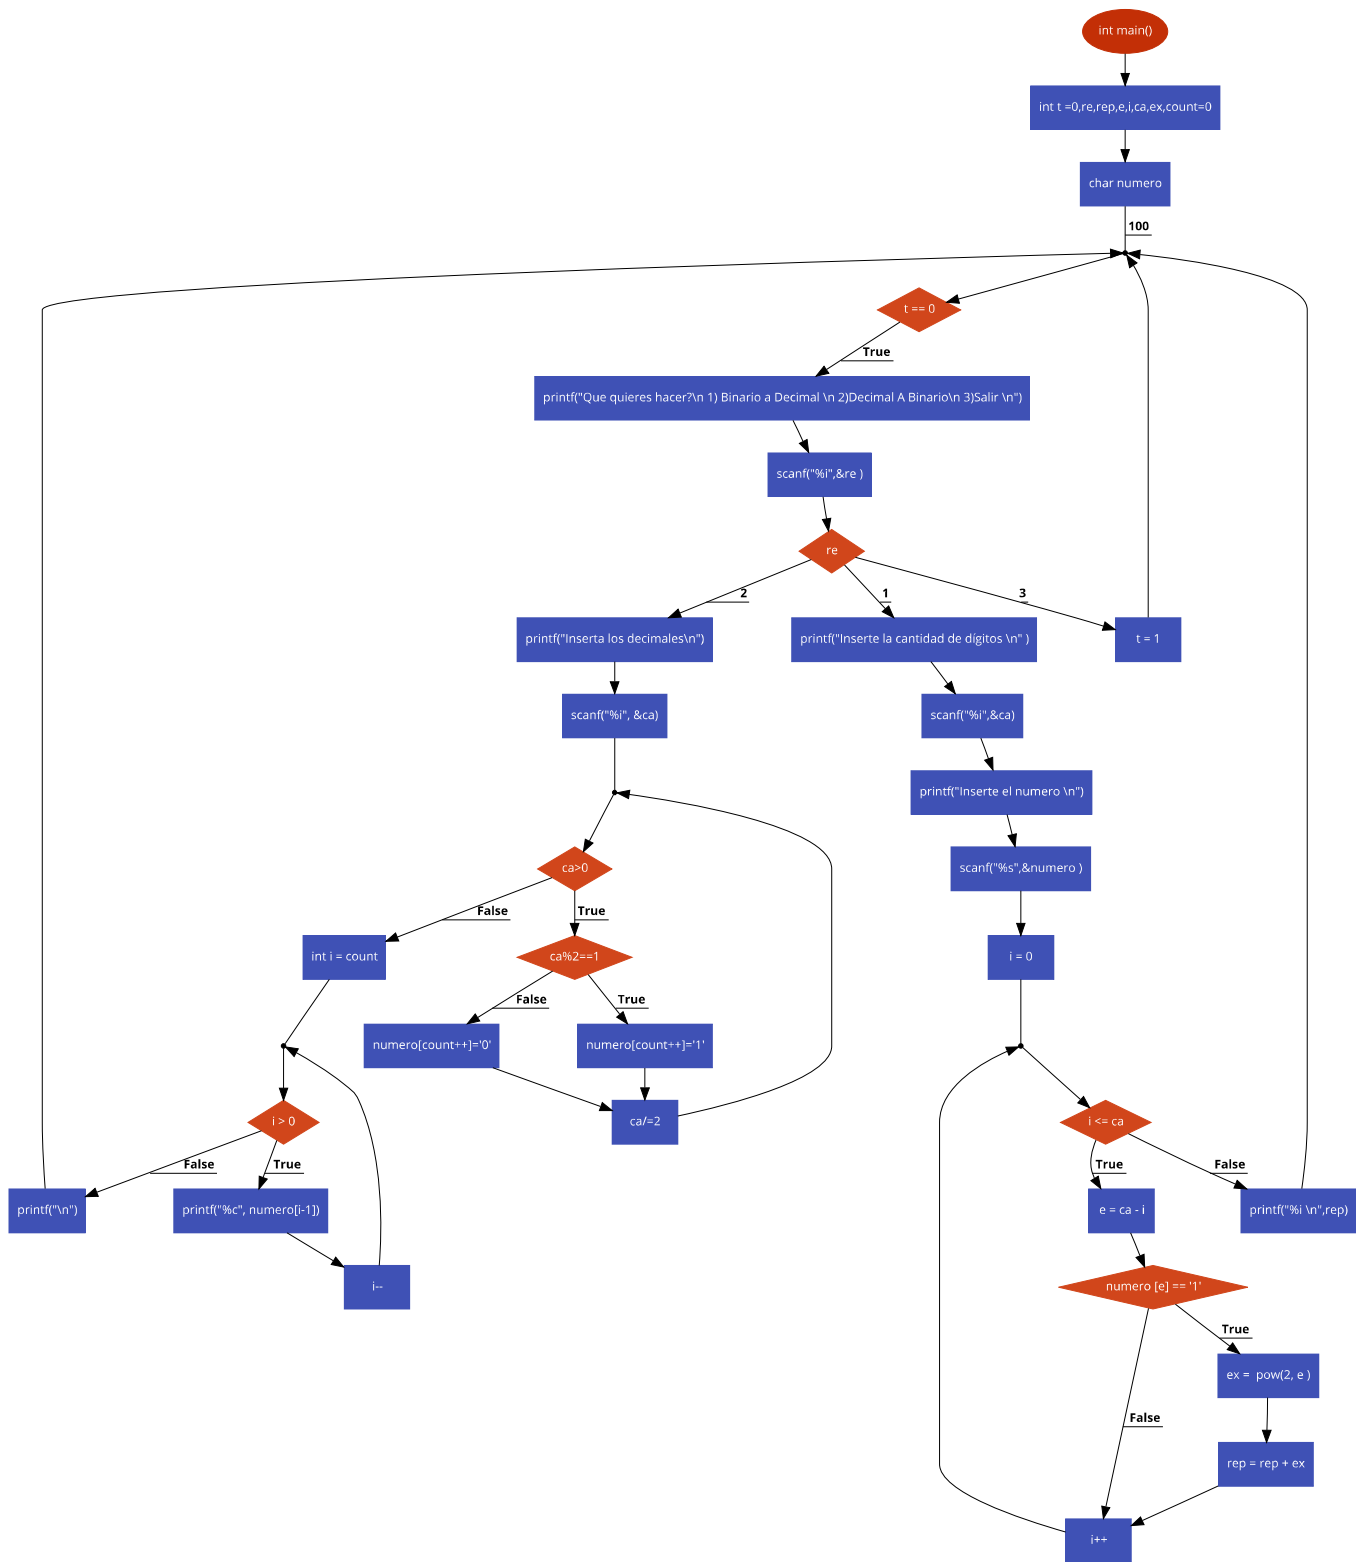 int main()
int t =0,re,rep,e,i,ca,ex,count=0
char numero
100
t == 0
True
printf("Que quieres hacer?\n 1) Binario a Decimal \n 2)Decimal A Binario\n 3)Salir \n")
scanf("%i",&re )
re
2
1
3
printf("Inserta los decimales\n")
printf("Inserte la cantidad de dígitos \n" )
t = 1
scanf("%i", &ca)
scanf("%i",&ca)
printf("Inserte el numero \n")
ca>0
scanf("%s",&numero )
False
True
int i = count
ca%2==1
i = 0
False
True
numero[count++]='0'
numero[count++]='1'
i > 0
ca/=2
i <= ca
False
True
True
False
printf("\n")
printf("%c", numero[i-1])
e = ca - i
printf("%i \n",rep)
i--
numero [e] == '1'
True
ex =  pow(2, e )
False
rep = rep + ex
i++